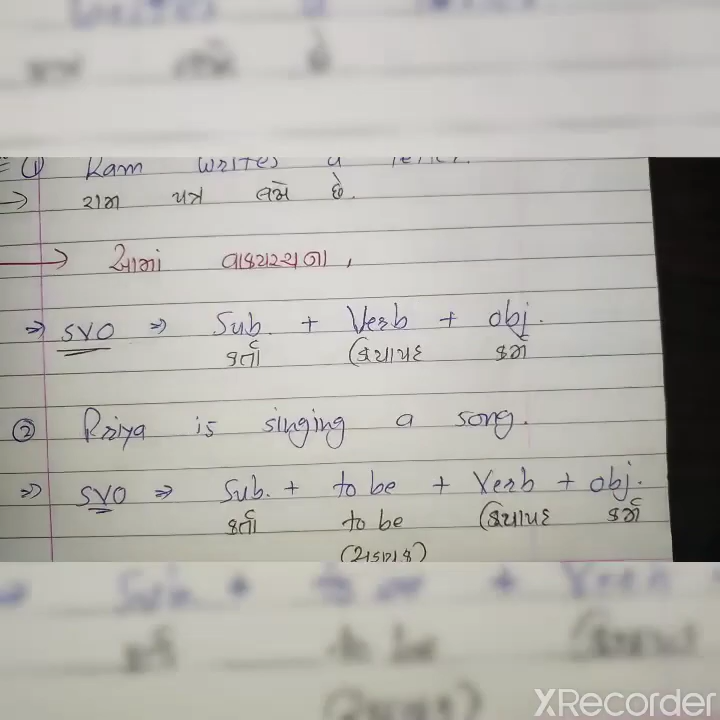 ① Ram writes a letter.
→ રામ પત્ર લખે છે.
→ આમાં વાક્યરચના,
⇒ SVO ⇒ Sub. + Verb + obj.
કર્તા ક્રિયાપદ કર્મ
② Priya is singing a song.
⇒ SVO ⇒ Sub. + to be + Verb + obj.
કર્તા to be ક્રિયાપદ કર્મ
(સહાયક)
XRecorder